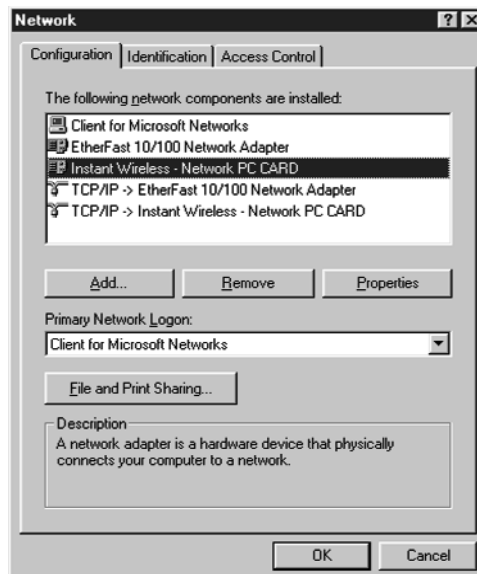 Network
Configuration Identification Access Control
The following network components are installed:
Client for Microsoft Networks
EtherFast 10/100 Network Adapter
Instant Wireless - Network PC CARD
TCP/IP -> EtherFast 10/100 Network Adapter
TCP/IP -> Instant Wireless - Network PC CARD
Add... Remove Properties
Primary Network Logon:
Client for Microsoft Networks
File and Print Sharing...
Description
A network adapter is a hardware device that physically
connects your computer to a network.
OK Cancel